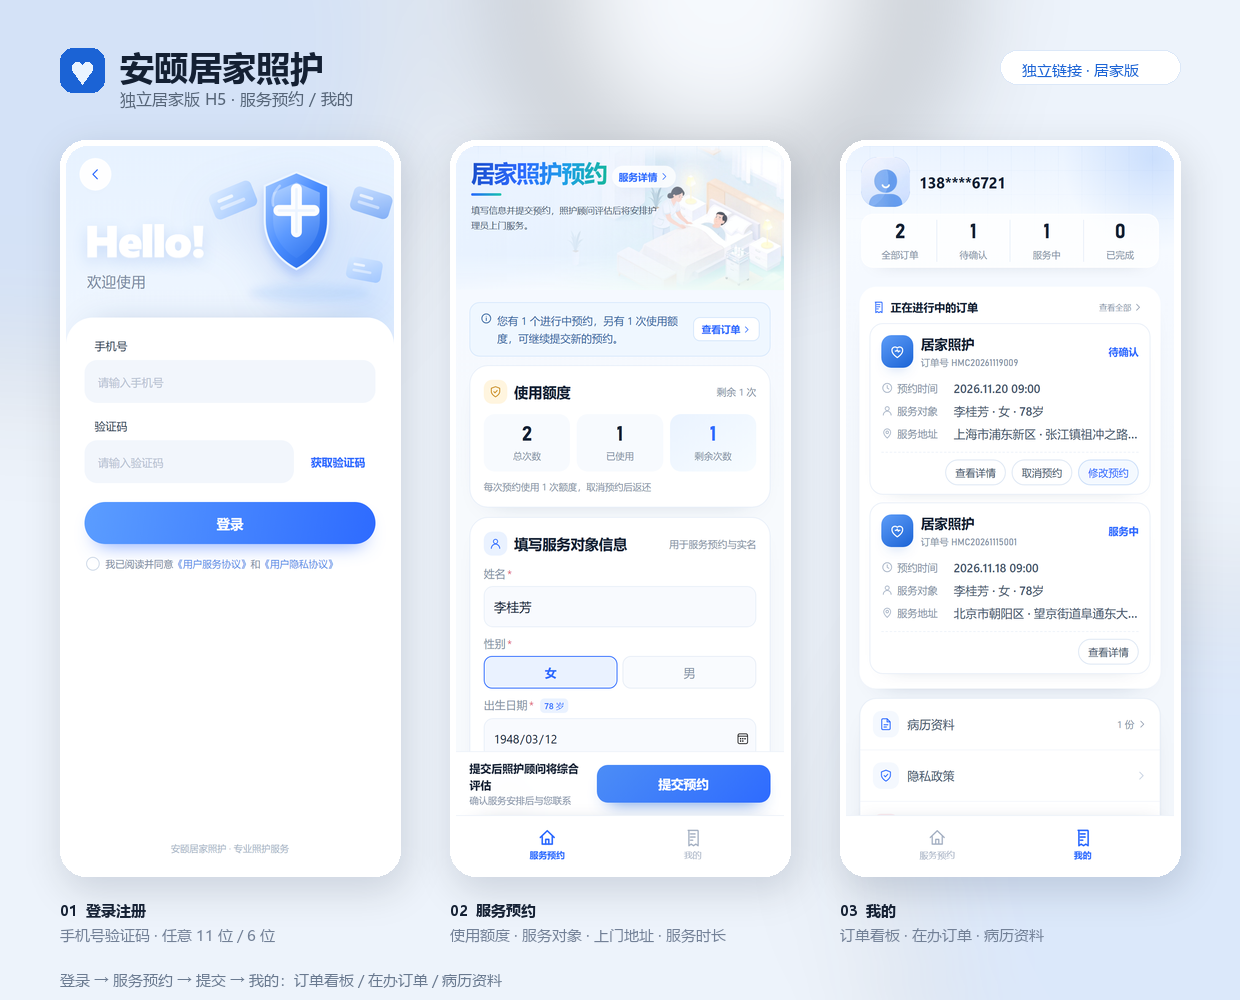 安颐居家照护
独立居家版 H5 · 服务预约 / 我的
独立链接 · 居家版
Hello!
欢迎使用
手机号
请输入手机号
验证码
请输入验证码
获取验证码
登录
我已阅读并同意《用户服务协议》和《用户隐私协议》
安颐居家照护 · 专业照护服务
01 登录注册
手机号验证码 · 任意 11 位 / 6 位
居家照护预约
服务详情
填写信息并提交预约，照护顾问评估后将安排护
理员上门服务。
您有 1 个进行中预约，另有 1 次使用额
度，可继续提交新的预约。
查看订单
使用额度
剩余 1 次
2
1
1
总次数
已使用
剩余次数
每次预约使用 1 次额度，取消预约后返还
填写服务对象信息
用于服务预约与实名
姓名*
李桂芳
性别*
女
男
出生日期* 78 岁
1948/03/12
提交后照护顾问将综合
评估
确认服务安排后与您联系
提交预约
服务预约
我的
02 服务预约
使用额度 · 服务对象 · 上门地址 · 服务时长
138****6721
2
1
1
0
全部订单
待确认
服务中
已完成
正在进行中的订单
查看全部
居家照护
订单号 HMC20261119009
待确认
预约时间 2026.11.20 09:00
服务对象 李桂芳 · 女 · 78岁
服务地址 上海市浦东新区 · 张江镇祖冲之路...
查看详情
取消预约
修改预约
居家照护
订单号 HMC20261115001
服务中
预约时间 2026.11.18 09:00
服务对象 李桂芳 · 女 · 78岁
服务地址 北京市朝阳区 · 望京街道阜通东大...
查看详情
病历资料
1 份
隐私政策
服务预约
我的
03 我的
订单看板 · 在办订单 · 病历资料
登录 → 服务预约 → 提交 → 我的：订单看板 / 在办订单 / 病历资料